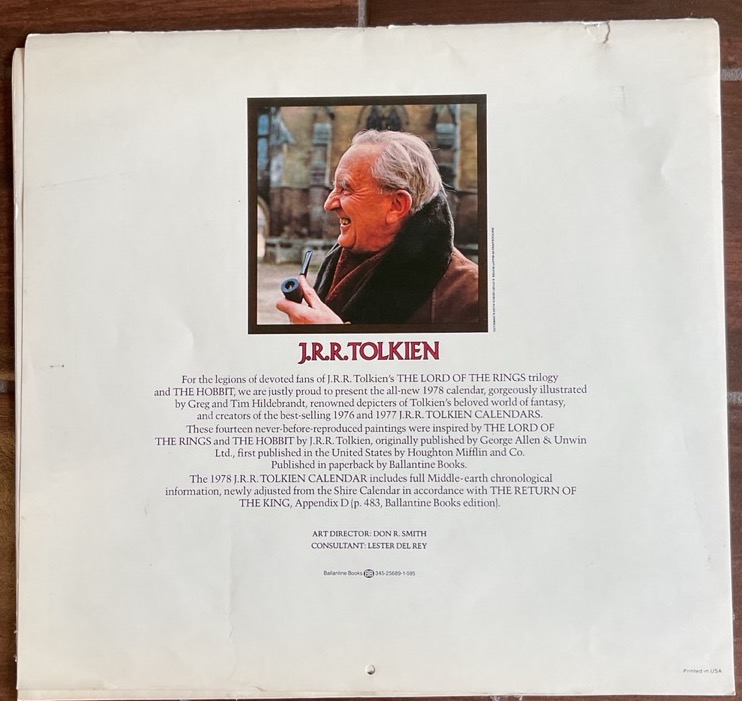 J.R.R.TOLKIEN
For the legions of devoted fans of J.R.R. Tolkien's THE LORD OF THE RINGS trilogy
and THE HOBBIT, we are justly proud to present the all-new 1978 calendar, gorgeously illustrated
by Greg and Tim Hildebrandt, renowned depicters of Tolkien's beloved world of fantasy,
and creators of the best-selling 1976 and 1977 J.R.R. TOLKIEN CALENDARS.
These fourteen never-before-reproduced paintings were inspired by THE LORD OF
THE RINGS and THE HOBBIT by J.R.R. Tolkien, originally published by George Allen & Unwin
Ltd., first published in the United States by Houghton Mifflin and Co.
Published in paperback by Ballantine Books.
The 1978 J.R.R. TOLKIEN CALENDAR includes full Middle-earth chronological
information, newly adjusted from the Shire Calendar in accordance with THE RETURN OF
THE KING, Appendix D (p. 483, Ballantine Books edition).
ART DIRECTOR: DON R. SMITH
CONSULTANT: LESTER DEL REY
Ballantine Books BB 345-25689-1-595
Printed in USA